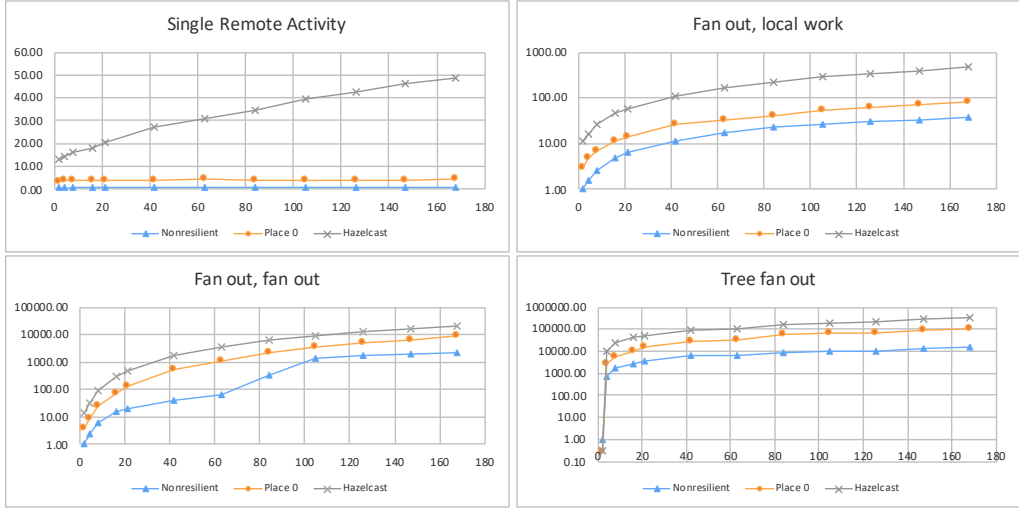 Single Remote Activity
60.00
50.00
40.00
30.00
20.00
10.00
0.00
0 20 40 60 80 100 120 140 160 180
Nonresilient Place 0 Hazelcast
Fan out, local work
1000.00
100.00
10.00
1.00
0 20 40 60 80 100 120 140 160 180
Nonresilient Place 0 Hazelcast
Fan out, fan out
100000.00
10000.00
1000.00
100.00
10.00
1.00
0 20 40 60 80 100 120 140 160 180
Nonresilient Place 0 Hazelcast
Tree fan out
1000000.00
100000.00
10000.00
1000.00
100.00
10.00
1.00
0.10
0 20 40 60 80 100 120 140 160 180
Nonresilient Place 0 Hazelcast